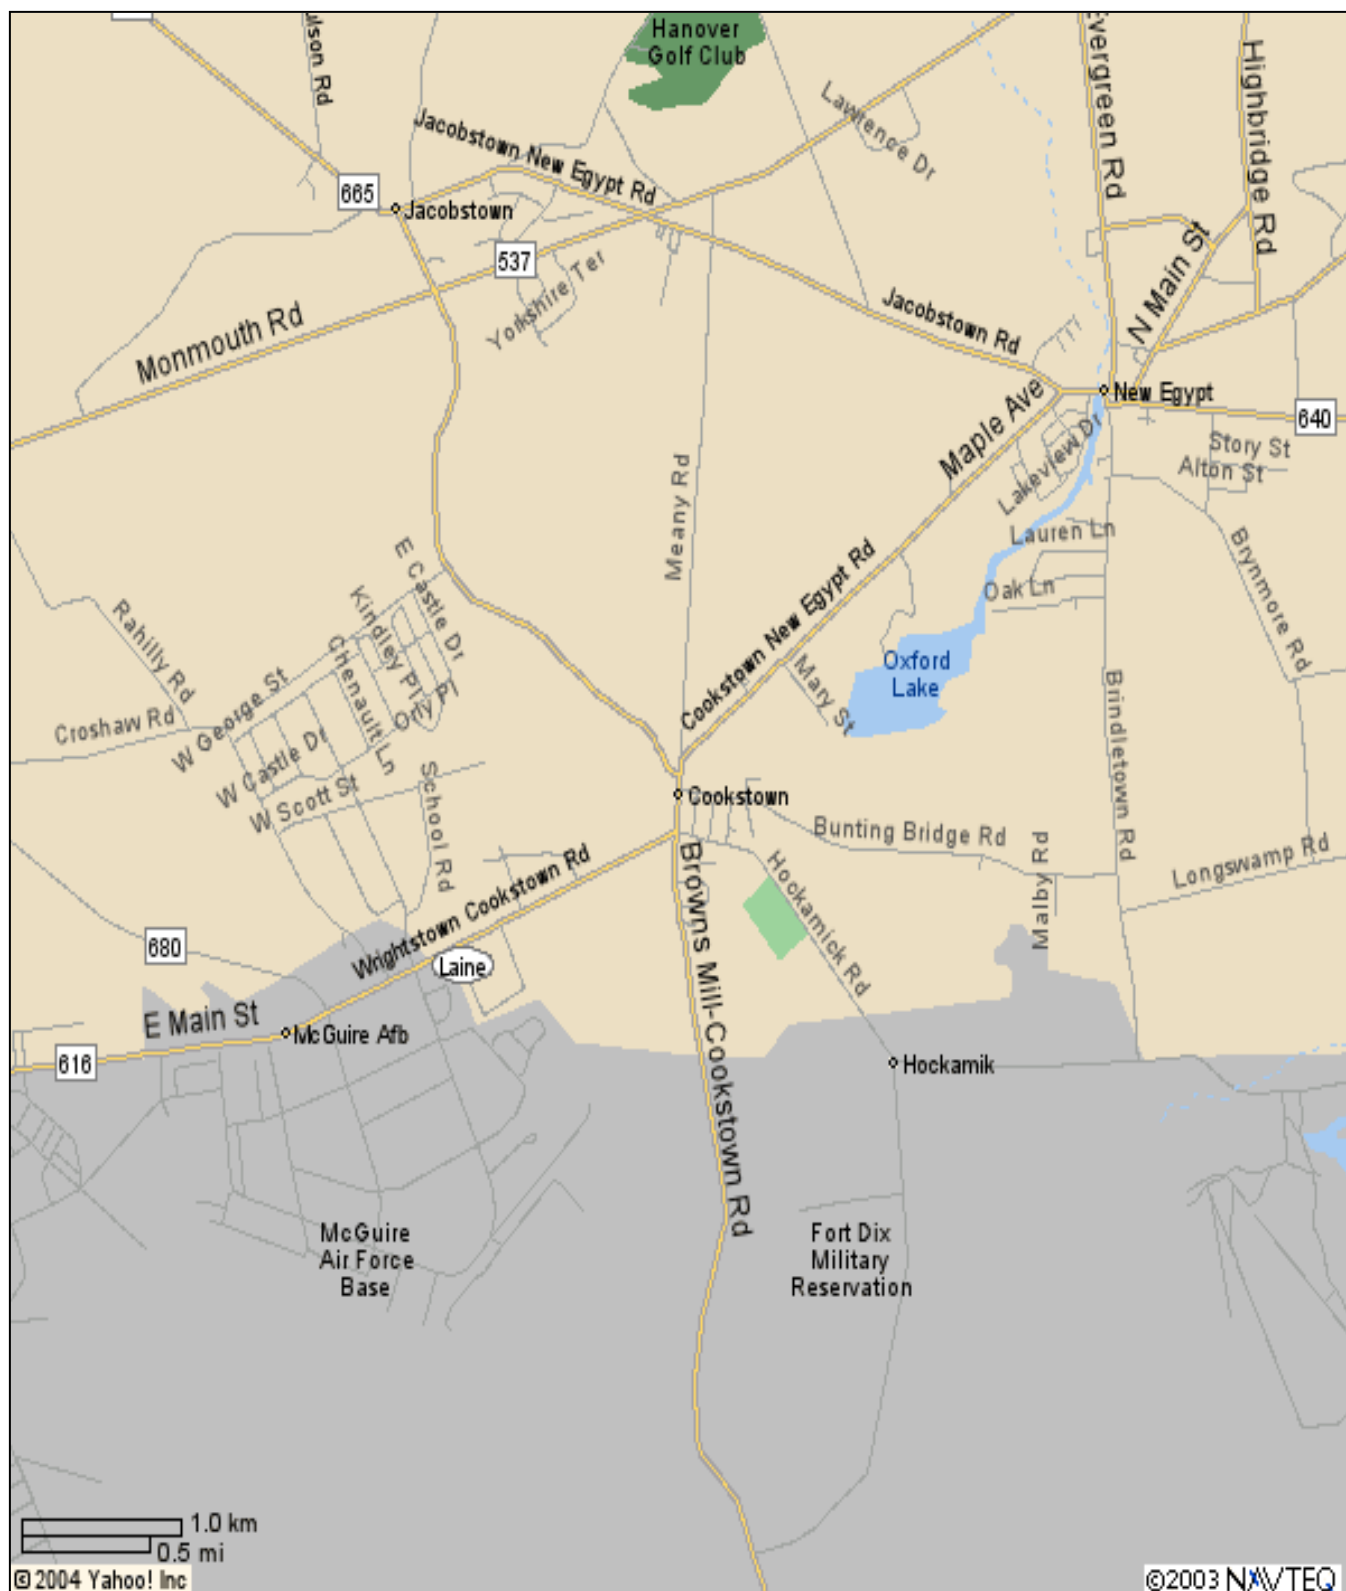 Hanover
Golf Club
Evergreen Rd
Highbridge Rd
Lawrence Dr
Jacobstown New Egypt Rd
665
Jacobstown
537
Yorkshire Ter
N Main St
Monmouth Rd
Jacobstown Rd
New Egypt
Maple Ave
640
Lakeview Dr
Story St
Alton St
Meany Rd
Lauren Ln
Brynmore Rd
E Castle Dr
Cookstown New Egypt Rd
Oak Ln
Kindley Pl
Rahilly Rd
Chenault Ln
Oxford
Lake
Mary St
W George St
Orly Pl
Croshaw Rd
Brindletown Rd
W Castle Dr
W Scott St
School Rd
Cookstown
Bunting Bridge Rd
Malby Rd
Longswamp Rd
Wrightstown Cookstown Rd
Browns Mill-Cookstown Rd
Hockamick Rd
680
Laine
E Main St
McGuire Afb
616
Hockamik
McGuire
Air Force
Base
Fort Dix
Military
Reservation
1.0 km
0.5 mi
© 2004 Yahoo! Inc
©2003 NAVTEQ